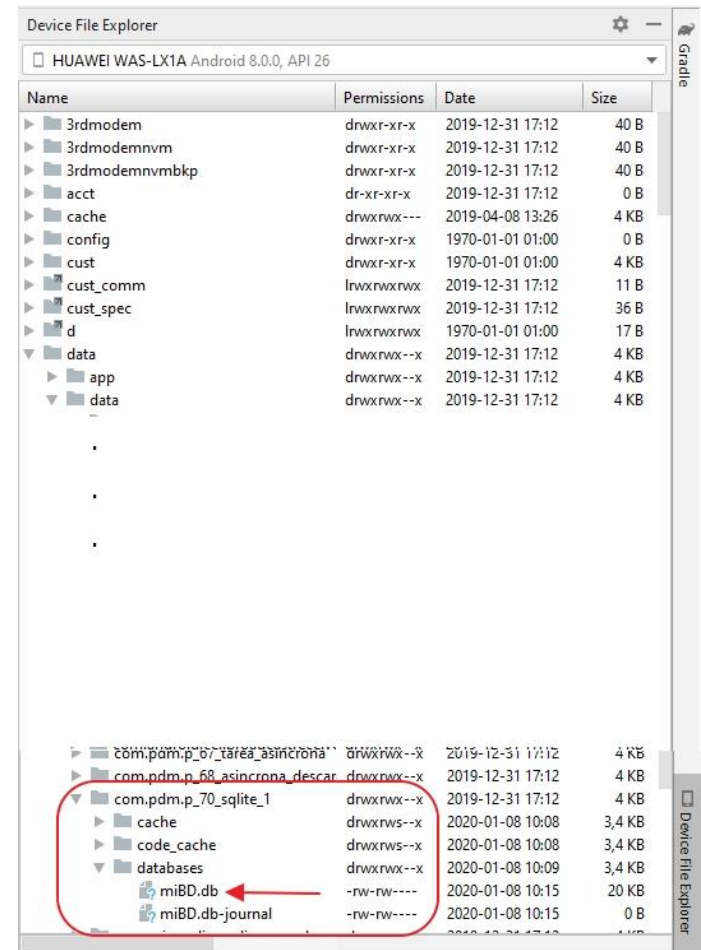 Device File Explorer
HUAWEI WAS-LX1A Android 8.0.0, API 26
Name Permissions Date Size
3rdmodem drwxr-xr-x 2019-12-31 17:12 40 B
3rdmodemnvm drwxr-xr-x 2019-12-31 17:12 40 B
3rdmodemnvmbkp drwxr-xr-x 2019-12-31 17:12 40 B
acct dr-xr-xr-x 2019-12-31 17:12 0 B
cache drwxrwx--- 2019-04-08 13:26 4 KB
config drwxr-xr-x 1970-01-01 01:00 0 B
cust drwxr-xr-x 1970-01-01 01:00 4 KB
cust_comm lrwxrwxrwx 2019-12-31 17:12 11 B
cust_spec lrwxrwxrwx 2019-12-31 17:12 36 B
d lrwxrwxrwx 1970-01-01 01:00 17 B
data drwxrwx--x 2019-12-31 17:12 4 KB
app drwxrwx--x 2019-12-31 17:12 4 KB
data drwxrwx--x 2019-12-31 17:12 4 KB
.
.
.
com.pdm.p_67_tarea_asincrona drwxrwx--x 2019-12-31 17:12 4 KB
com.pdm.p_68_asincrona_descar drwxrwx--x 2019-12-31 17:12 4 KB
com.pdm.p_70_sqlite_1 drwxrwx--x 2019-12-31 17:12 4 KB
cache drwxrws--x 2020-01-08 10:08 3,4 KB
code_cache drwxrws--x 2020-01-08 10:08 3,4 KB
databases drwxrwx--x 2020-01-08 10:09 3,4 KB
miBD.db -rw-rw---- 2020-01-08 10:15 20 KB
miBD.db-journal -rw-rw---- 2020-01-08 10:15 0 B
Gradle
Device File Explorer